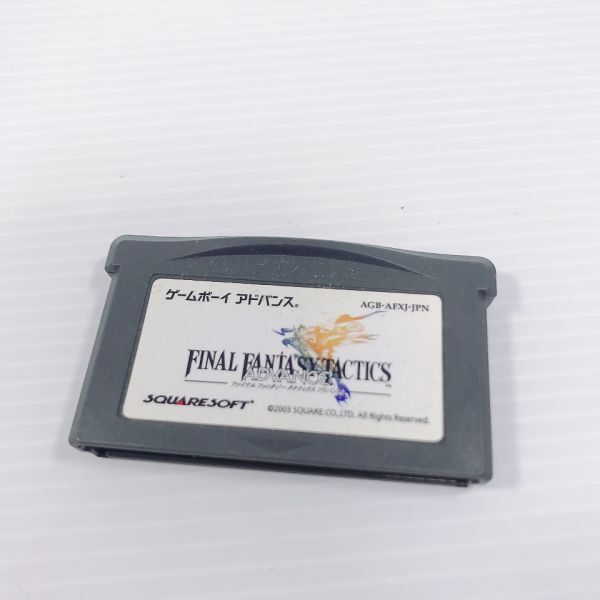 ゲームボーイ アドバンス®
AGB-AFXJ-JPN
FINAL FANTASY TACTICS™
ADVANCE
ファイナルファンタジータクティクス アドバンス
SQUARESOFT®
©2003 SQUARE CO.,LTD. All Rights Reserved.